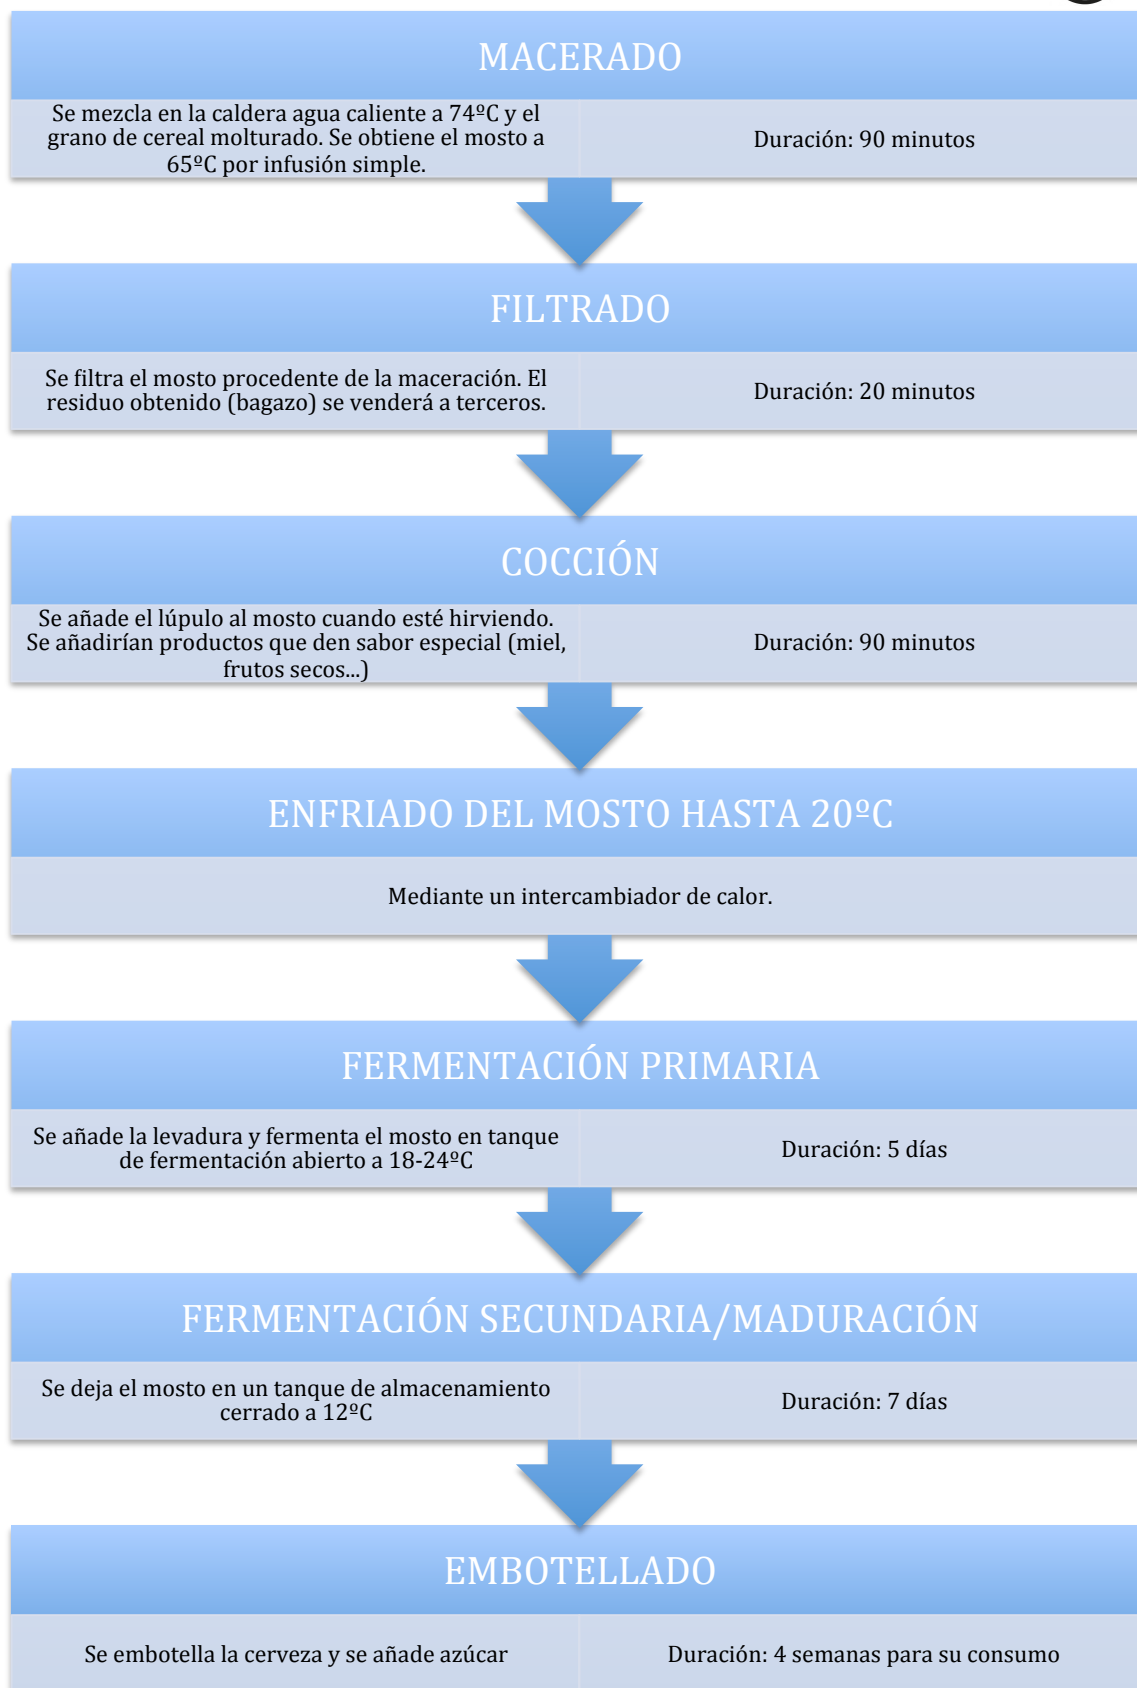 MACERADO
Se mezcla en la caldera agua caliente a 74ºC y el
grano de cereal molturado. Se obtiene el mosto a
65ºC por infusión simple.
Duración: 90 minutos
FILTRADO
Se filtra el mosto procedente de la maceración. El
residuo obtenido (bagazo) se venderá a terceros.
Duración: 20 minutos
COCCIÓN
Se añade el lúpulo al mosto cuando esté hirviendo.
Se añadirían productos que den sabor especial (miel,
frutos secos...)
Duración: 90 minutos
ENFRIADO DEL MOSTO HASTA 20ºC
Mediante un intercambiador de calor.
FERMENTACIÓN PRIMARIA
Se añade la levadura y fermenta el mosto en tanque
de fermentación abierto a 18-24ºC
Duración: 5 días
FERMENTACIÓN SECUNDARIA/MADURACIÓN
Se deja el mosto en un tanque de almacenamiento
cerrado a 12ºC
Duración: 7 días
EMBOTELLADO
Se embotella la cerveza y se añade azúcar
Duración: 4 semanas para su consumo